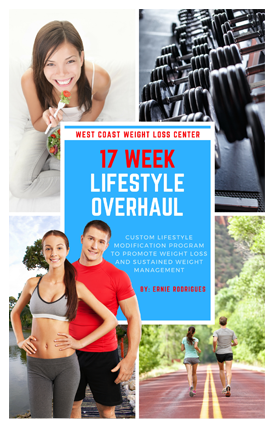 WEST COAST WEIGHT LOSS CENTER
17 WEEK
LIFESTYLE
OVERHAUL
CUSTOM LIFESTYLE
MODIFICATION PROGRAM
TO PROMOTE WEIGHT LOSS
AND SUSTAINED WEIGHT
MANAGEMENT
BY: ERNIE RODRIGUES